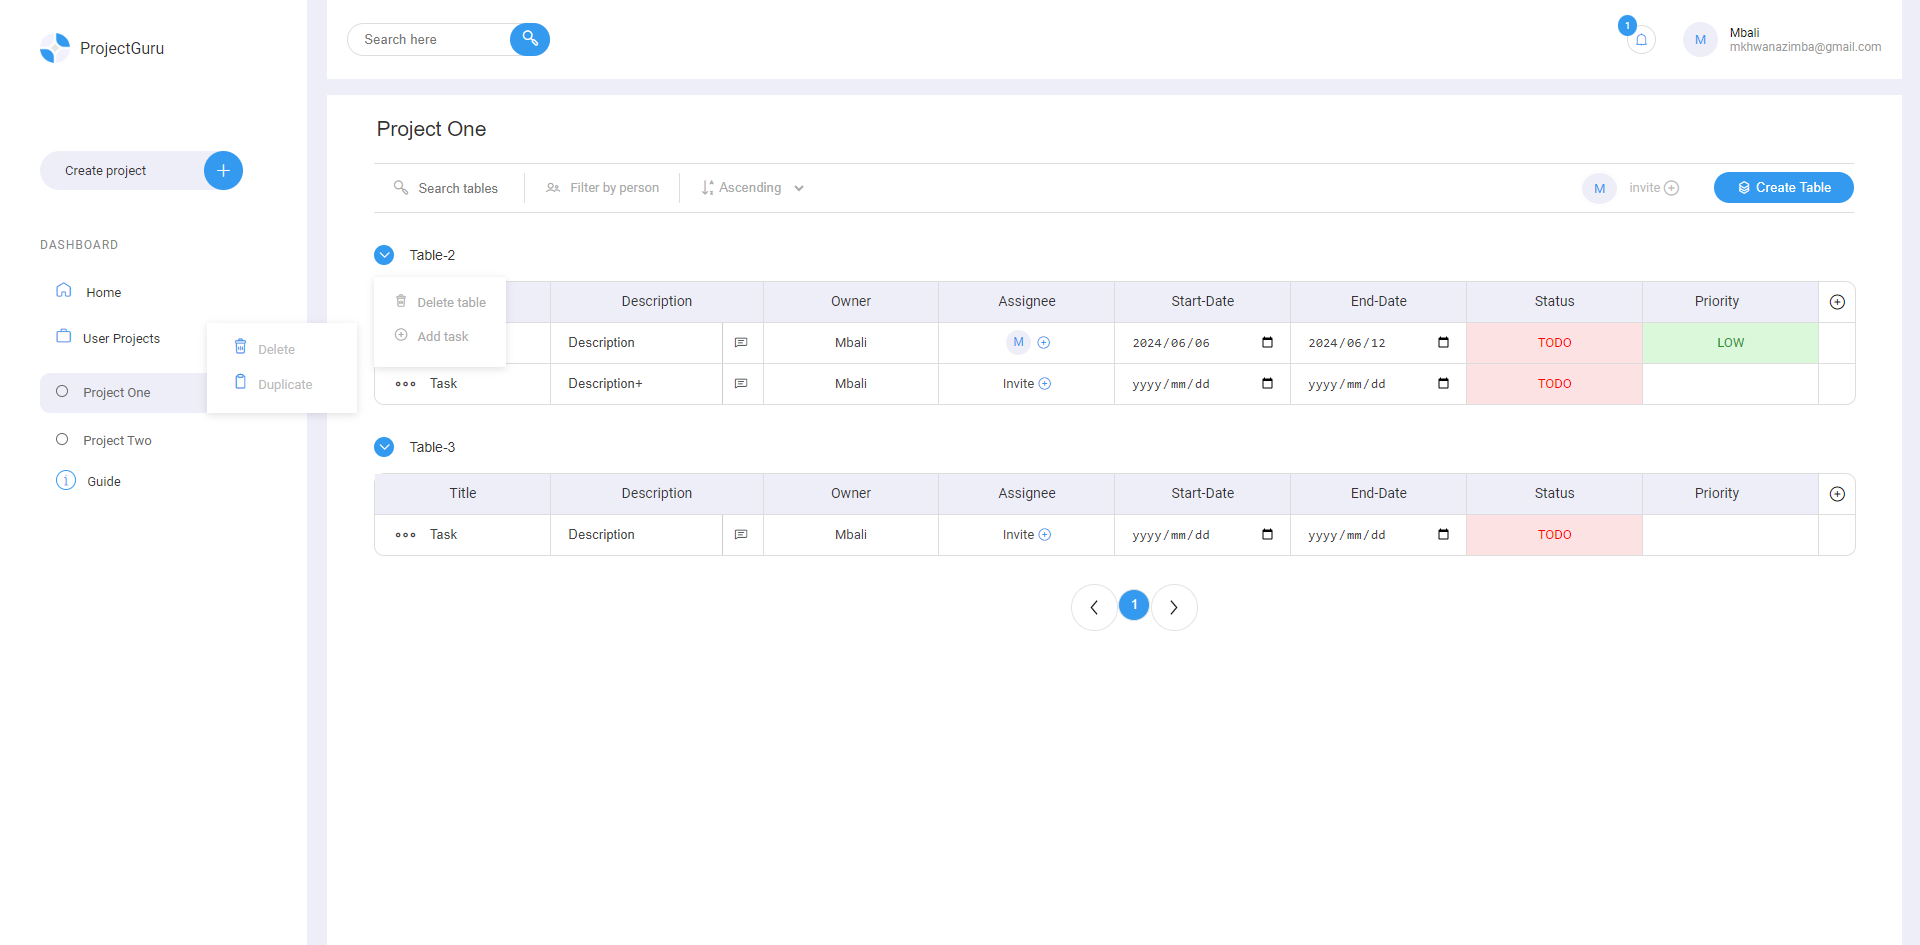 ProjectGuru
Create project
DASHBOARD
Home
User Projects
Delete
Duplicate
Project One
Project Two
Guide
Search here
1
M
Mbali
mkhwanazimba@gmail.com
Project One
Search tables
Filter by person
Ascending
M
invite
Create Table
Table-2
Delete table
Add task
Description Owner Assignee Start-Date End-Date Status Priority
Description Mbali M 2024/06/06 2024/06/12 TODO LOW
Task Description+ Mbali Invite yyyy/mm/dd yyyy/mm/dd TODO
Table-3
Title Description Owner Assignee Start-Date End-Date Status Priority
Task Description Mbali Invite yyyy/mm/dd yyyy/mm/dd TODO
1